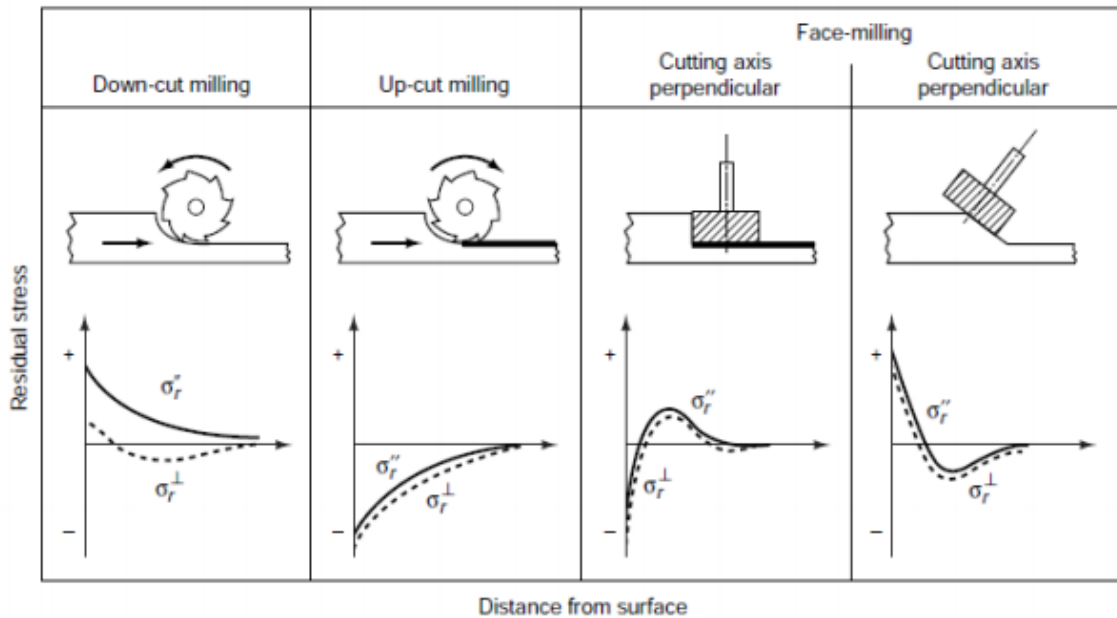 Face-milling
Down-cut milling
Up-cut milling
Cutting axis
perpendicular
Cutting axis
perpendicular
Residual stress
+
σr″
σr⊥
−
+
σr″
σr⊥
−
+
σr″
σr⊥
−
+
σr″
σr⊥
−
Distance from surface